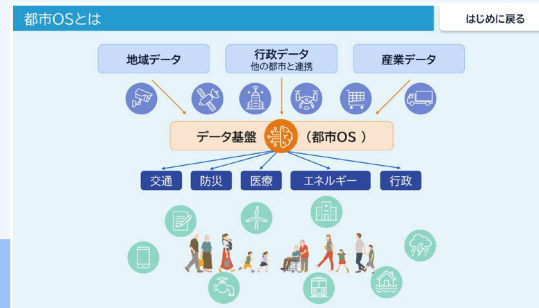 都市OSとは
はじめに戻る
地域データ
行政データ
他の都市と連携
産業データ
データ基盤 （都市OS ）
交通
防災
医療
エネルギー
行政